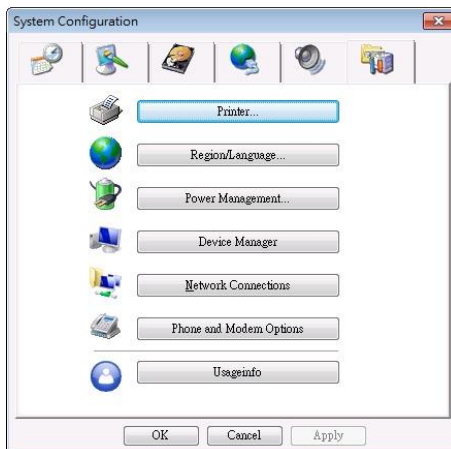 System Configuration
Printer...
Region/Language...
Power Management...
Device Manager
Network Connections
Phone and Modem Options
Usageinfo
OK
Cancel
Apply